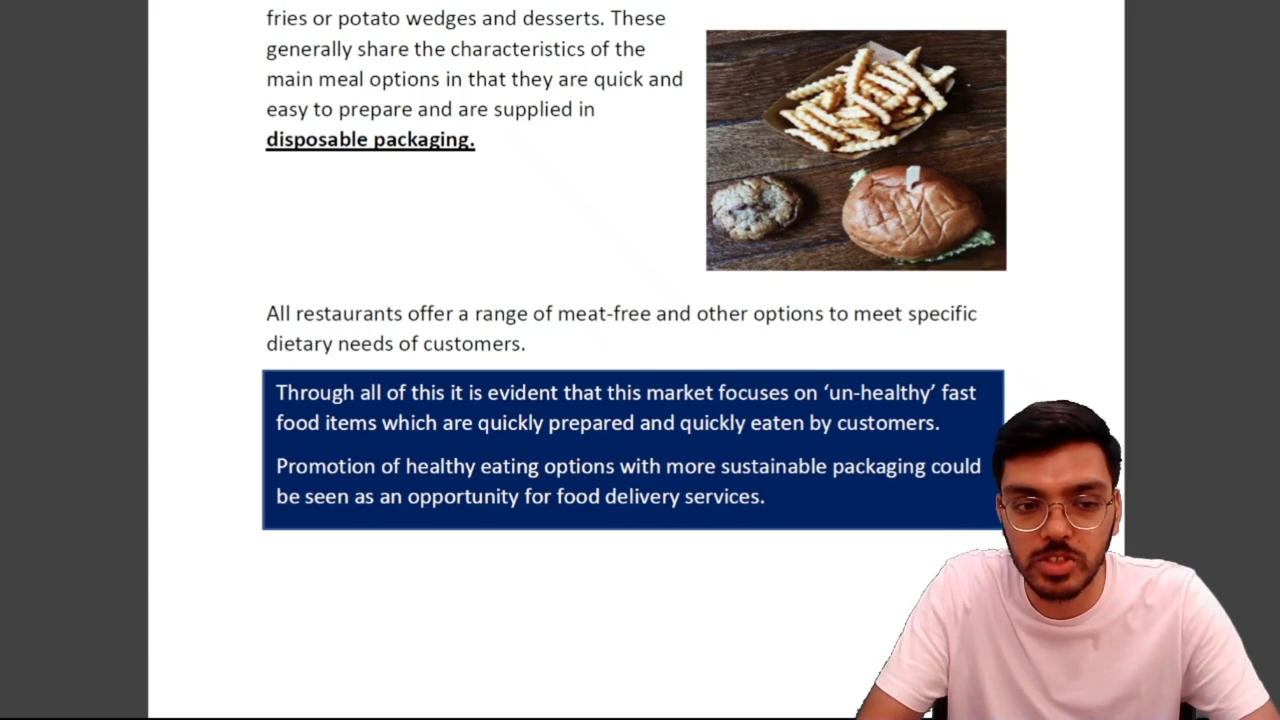 fries or potato wedges and desserts. These
generally share the characteristics of the
main meal options in that they are quick and
easy to prepare and are supplied in
disposable packaging.
All restaurants offer a range of meat-free and other options to meet specific
dietary needs of customers.
Through all of this it is evident that this market focuses on ‘un-healthy’ fast
food items which are quickly prepared and quickly eaten by customers.
Promotion of healthy eating options with more sustainable packaging could
be seen as an opportunity for food delivery services.